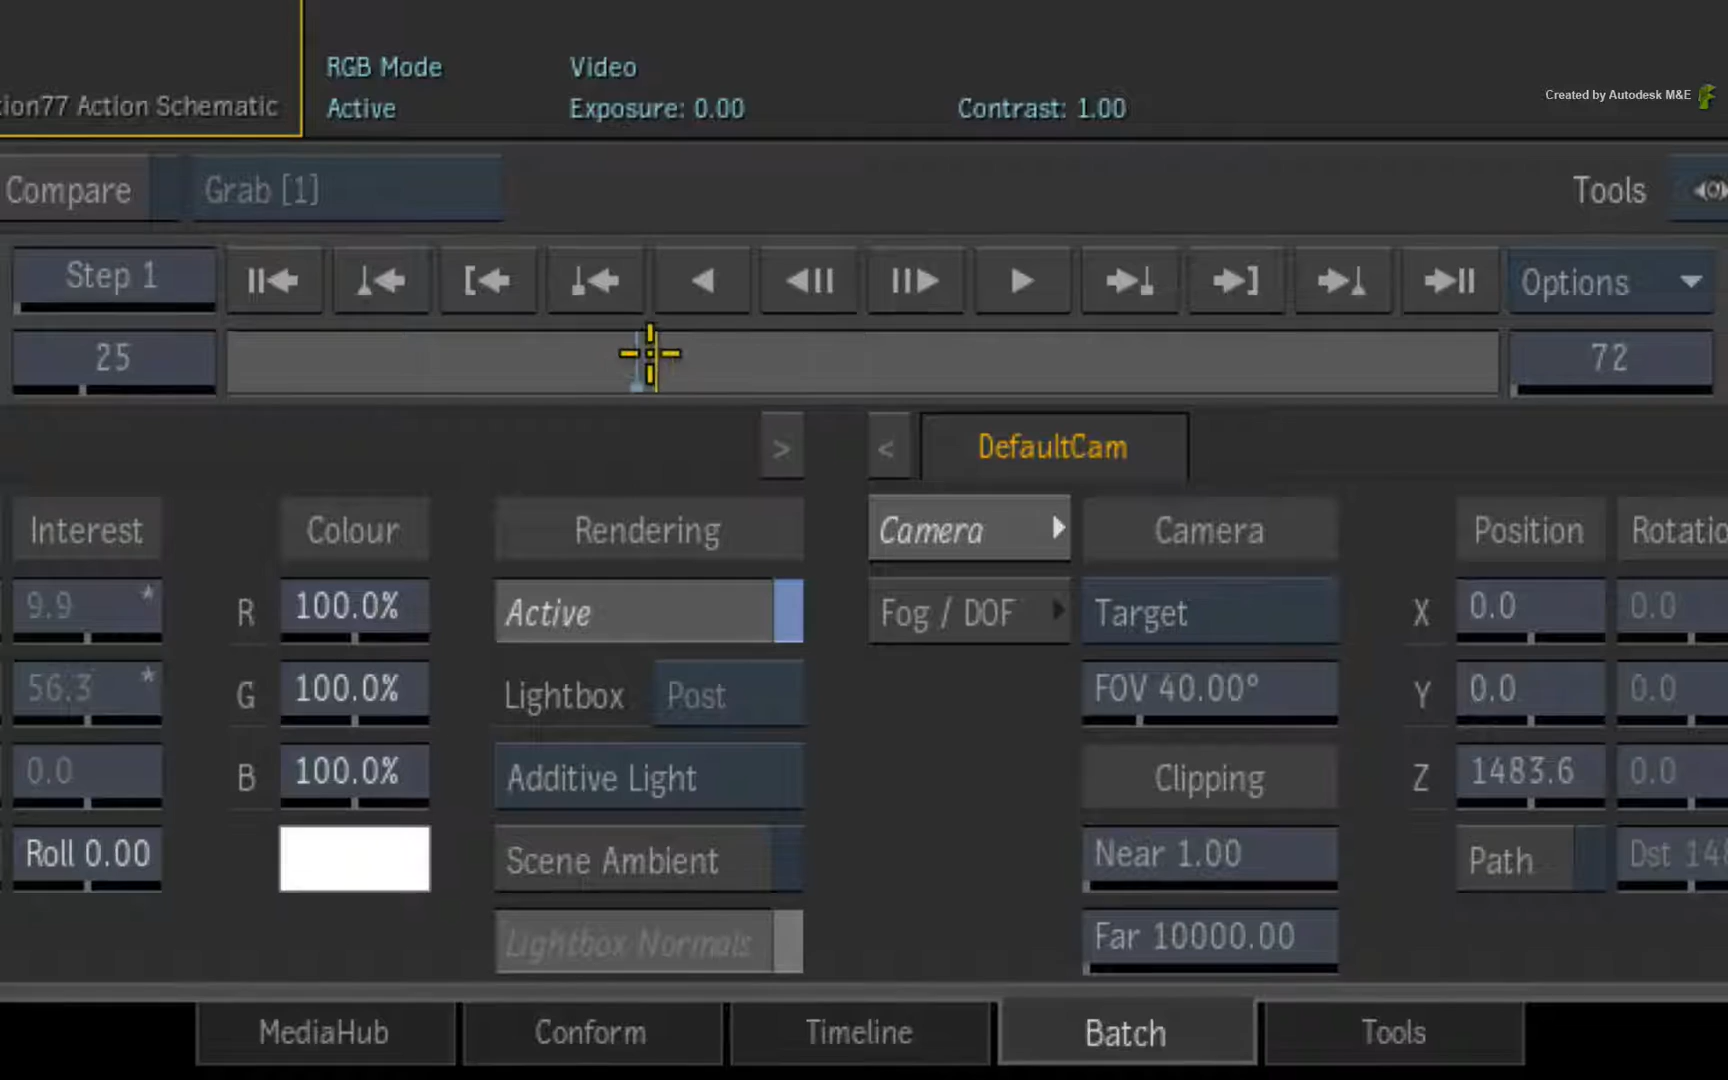 RGB Mode Video
Created by Autodesk M&E
tion77 Action Schematic Active Exposure: 0.00 Contrast: 1.00
Compare Grab [1] Tools
Step 1 Options
25 72
> < DefaultCam
Interest Colour Rendering Camera Camera Position Rotatio
9.9 * R 100.0% Active Fog / DOF Target X 0.0 0.0
56.3 * G 100.0% Lightbox Post FOV 40.00° Y 0.0 0.0
0.0 B 100.0% Additive Light Clipping Z 1483.6 0.0
Roll 0.00 Scene Ambient Near 1.00 Path Dst 148
Lightbox Normals Far 10000.00
MediaHub Conform Timeline Batch Tools